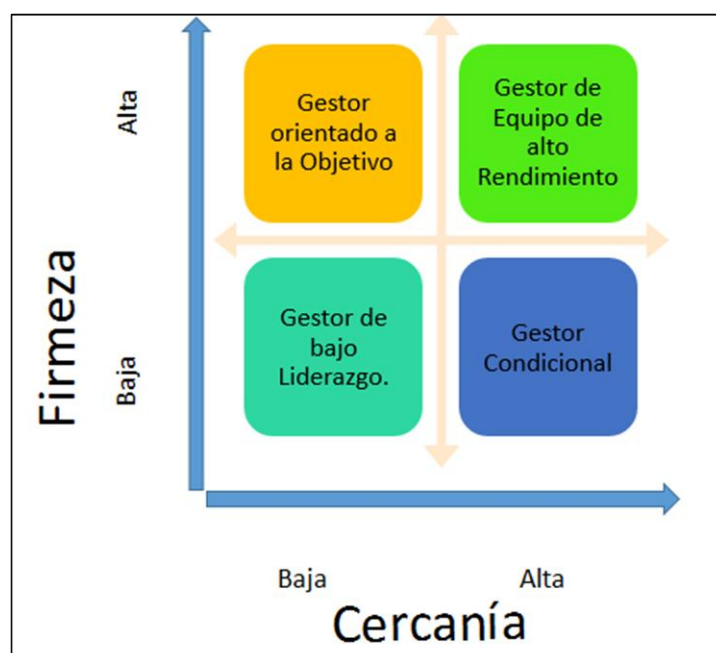 Firmeza
Alta
Baja
Gestor
orientado a
la Objetivo
Gestor de
Equipo de
alto
Rendimiento
Gestor de
bajo
Liderazgo.
Gestor
Condicional
Baja
Alta
Cercanía